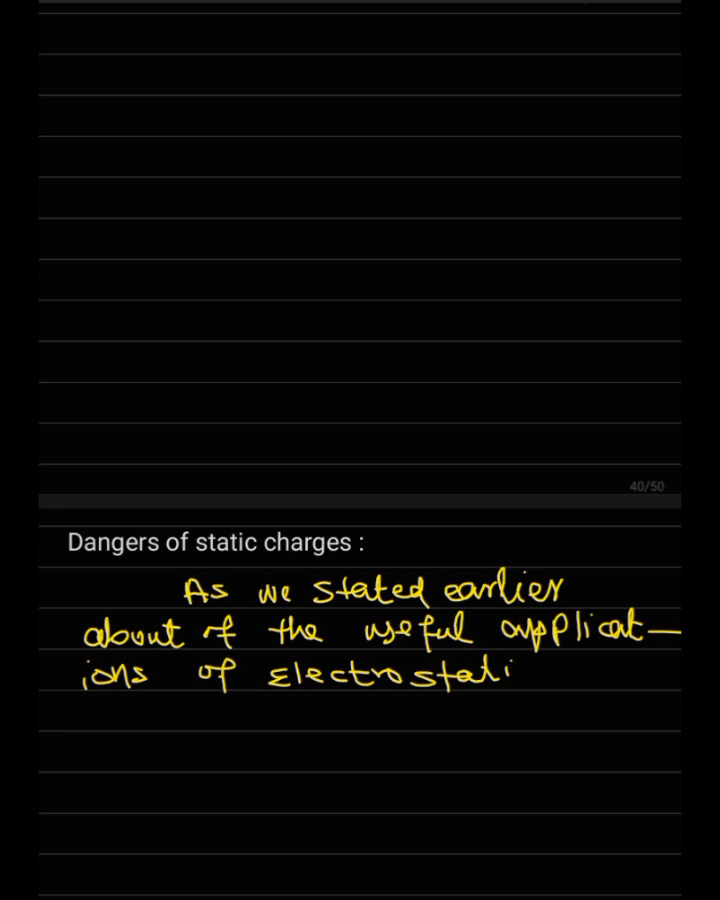 40/50
Dangers of static charges :
As we stated earlier
about of the useful applicat—
ions of Electrostati